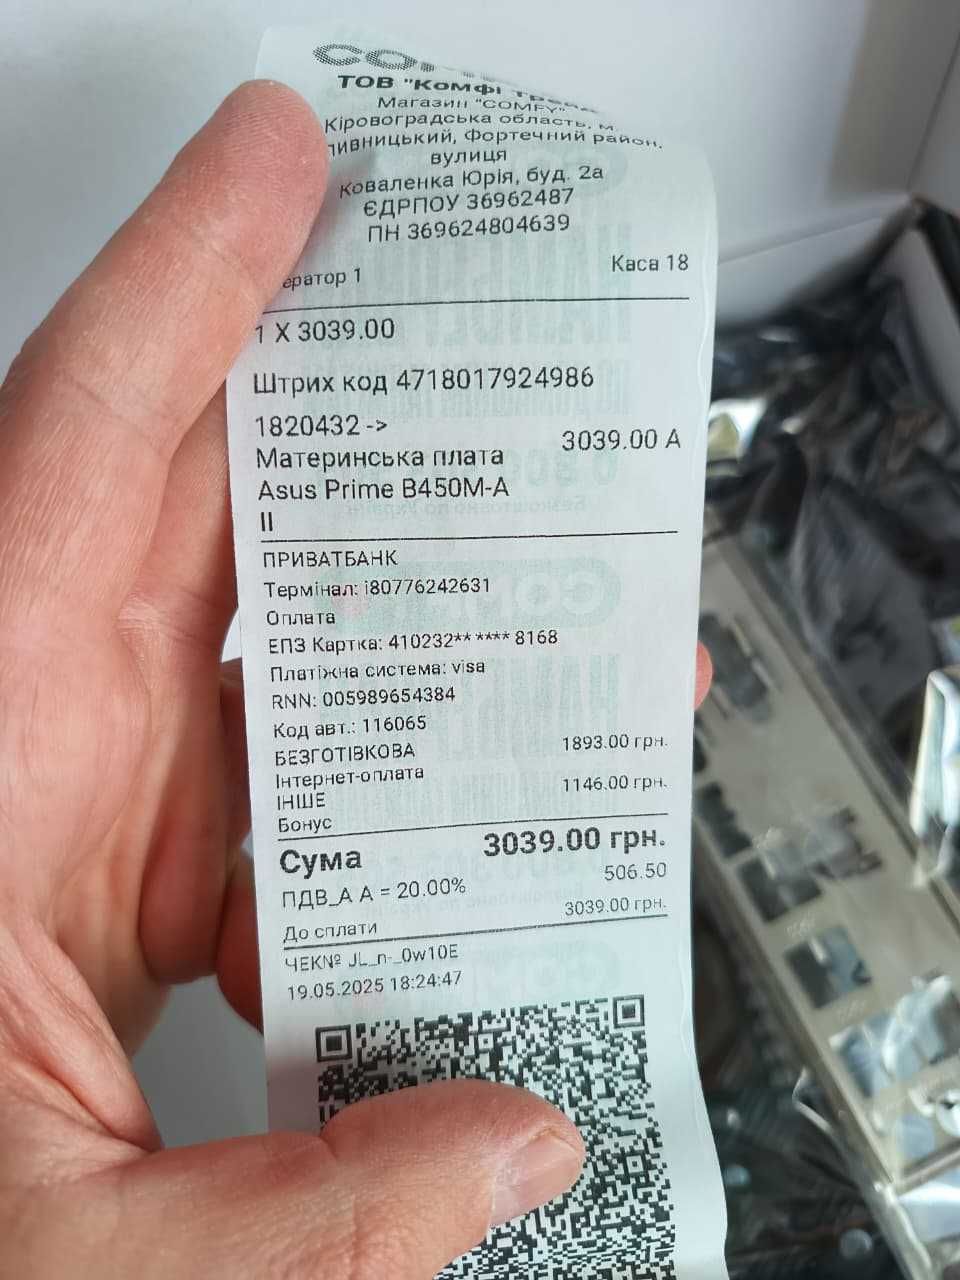 ТОВ "Комфі
Магазин "COMFY"
Кіровоградська область, м.
Фортечний район,
вулиця
Коваленка Юрія, буд. 2а
ЄДРПОУ 36962487
ПН 369624804639
Каса 18
1
1 X 3039.00
Штрих код 4718017924986
1820432 ->
Материнська плата 3039.00 А
Asus Prime B450M-A
II
ПРИВАТБАНК
Термінал: i80776242631
Оплата
ЕПЗ Картка: 410232** **** 8168
Платіжна система: visa
RNN: 005989654384
Код авт.: 116065
БЕЗГОТІВКОВА 1893.00 грн.
Інтернет-оплата
ІНШЕ 1146.00 грн.
Бонус
Сума 3039.00 грн.
ПДВ_А А = 20.00% 506.50
До сплати 3039.00 грн.
ЧЕК№ JL_n-_0w10E
19.05.2025 18:24:47